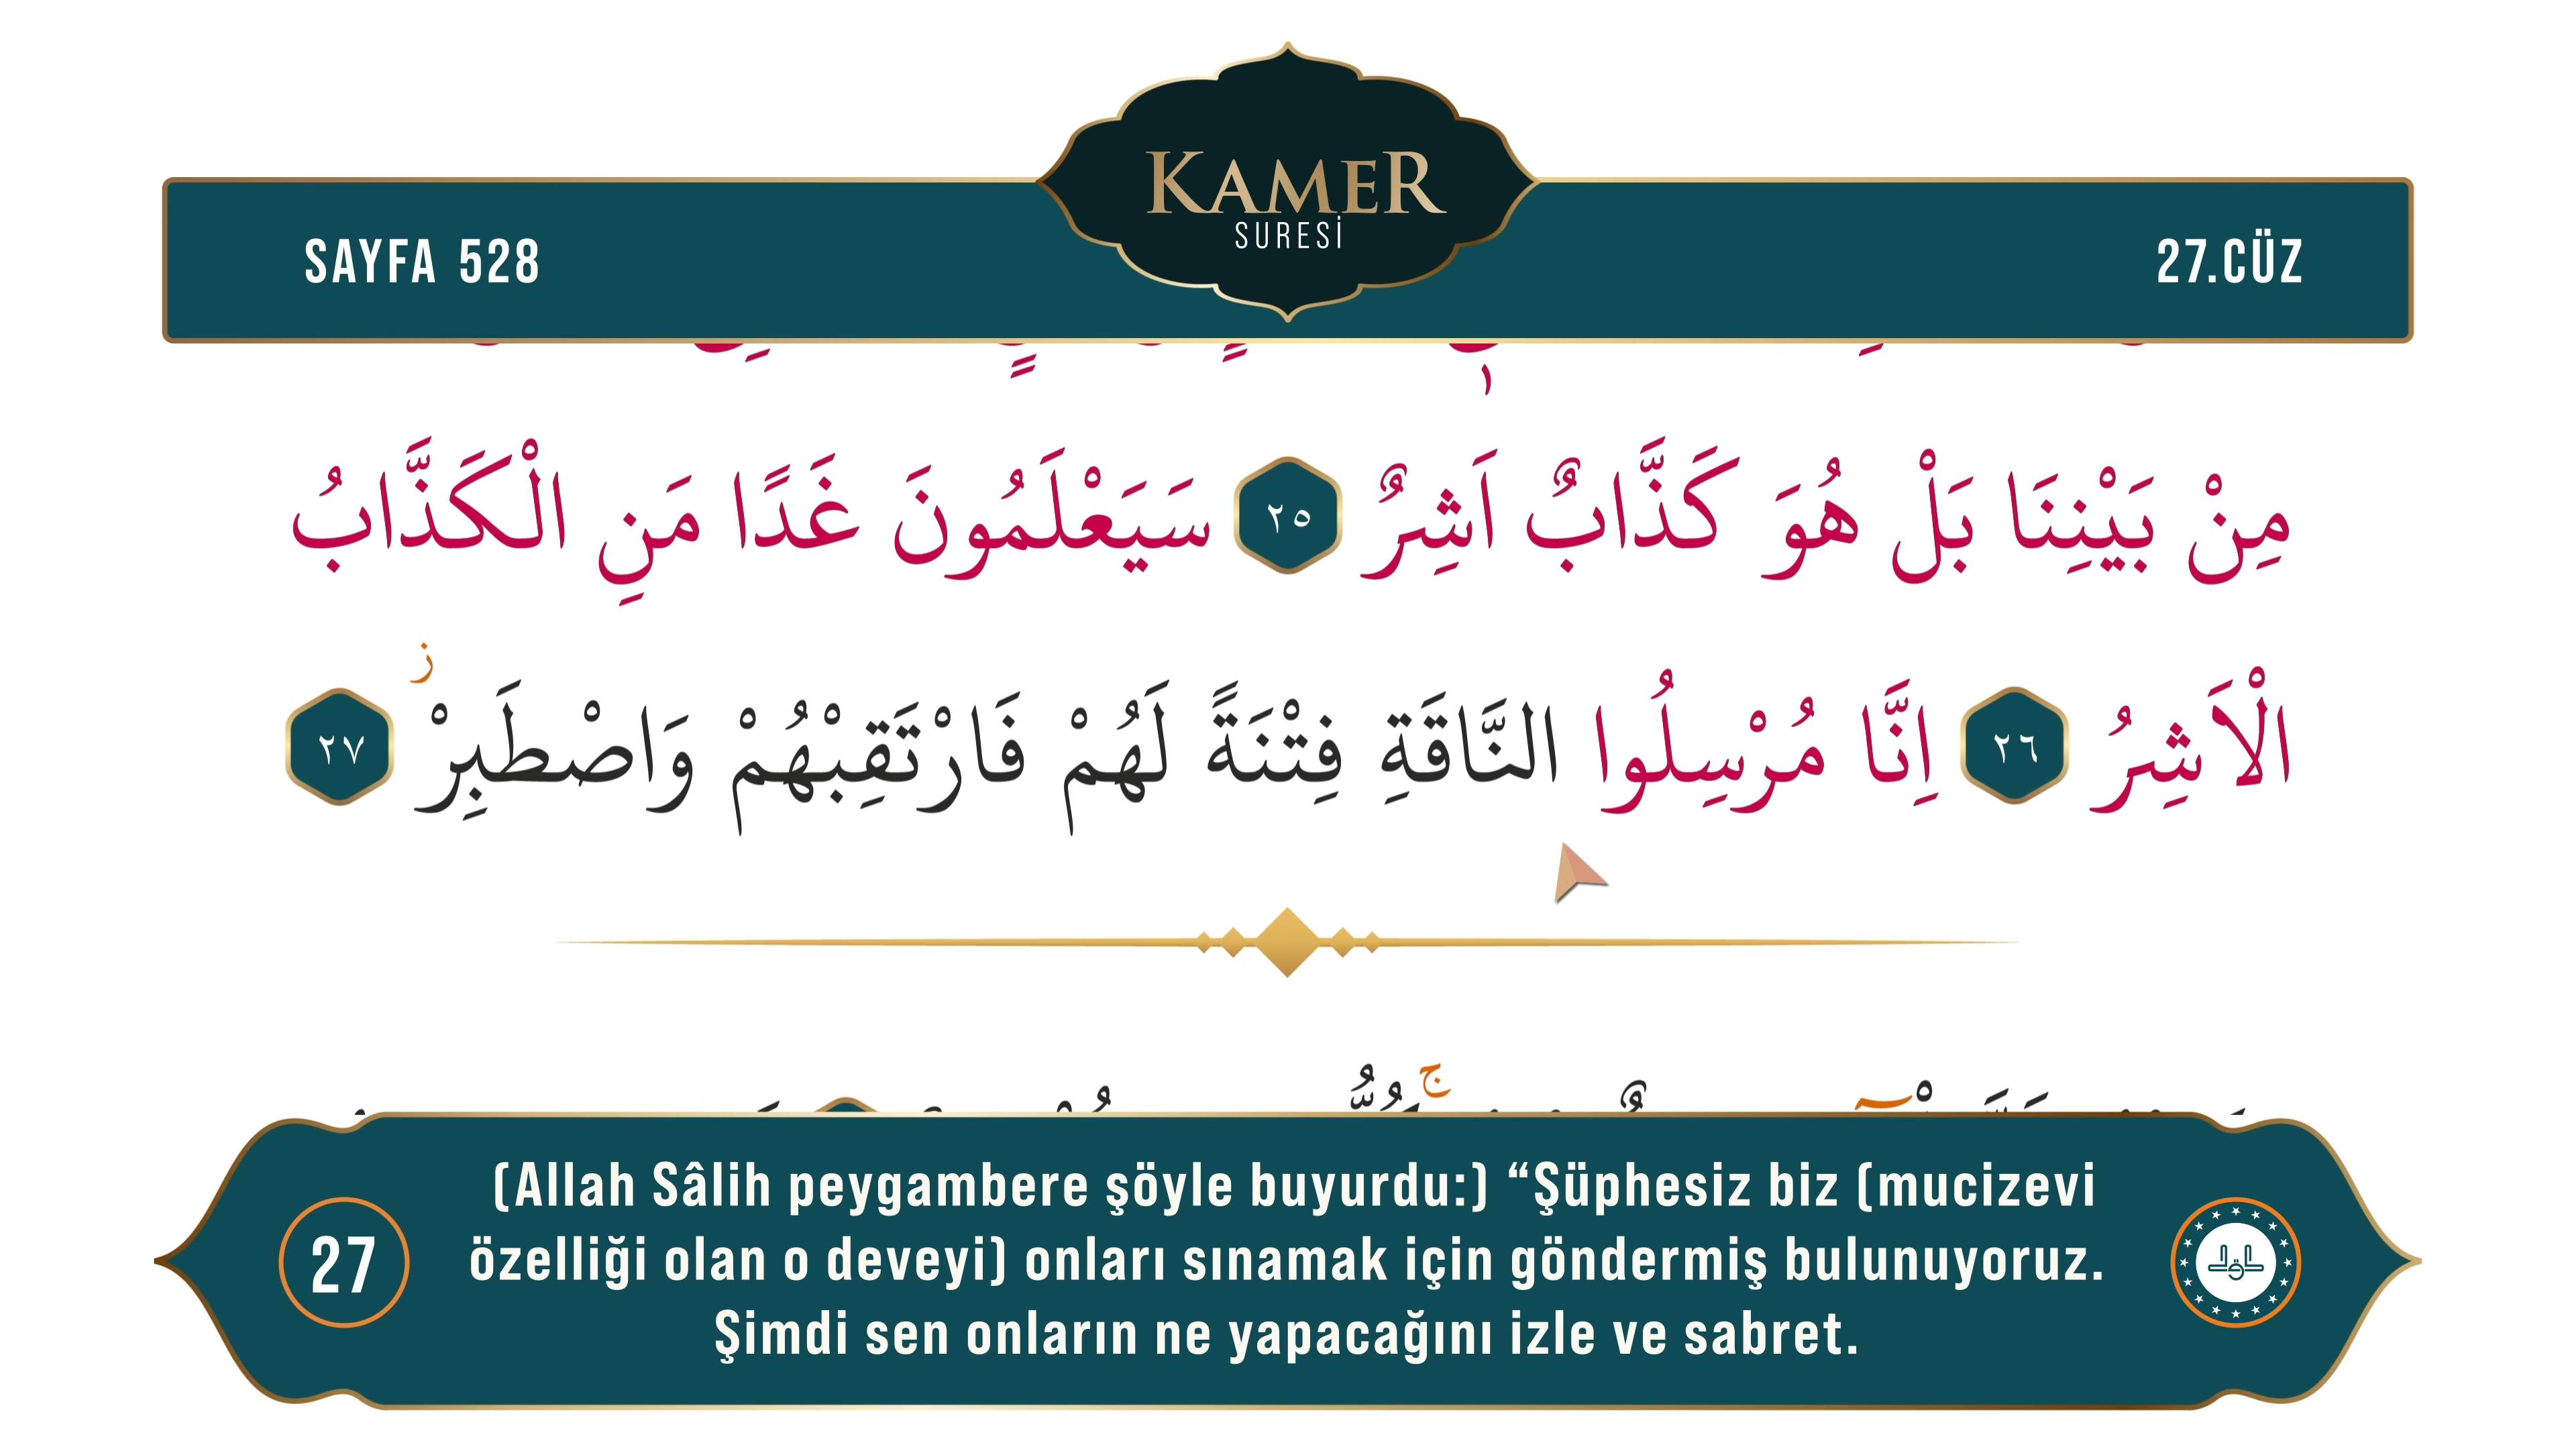 KAMER
SURESİ
SAYFA 528
27.CÜZ
مِنْ بَيْنِنَا بَلْ هُوَ كَذَّابٌ اَشِرٌ ٢٥ سَيَعْلَمُونَ غَدًا مَنِ الْكَذَّابُ
الْاَشِرُ ٢٦ اِنَّا مُرْسِلُوا النَّاقَةِ فِتْنَةً لَهُمْ فَارْتَقِبْهُمْ وَاصْطَبِرْۘ ٢٧
27
(Allah Sâlih peygambere şöyle buyurdu:) “Şüphesiz biz (mucizevi
özelliği olan o deveyi) onları sınamak için göndermiş bulunuyoruz.
Şimdi sen onların ne yapacağını izle ve sabret.